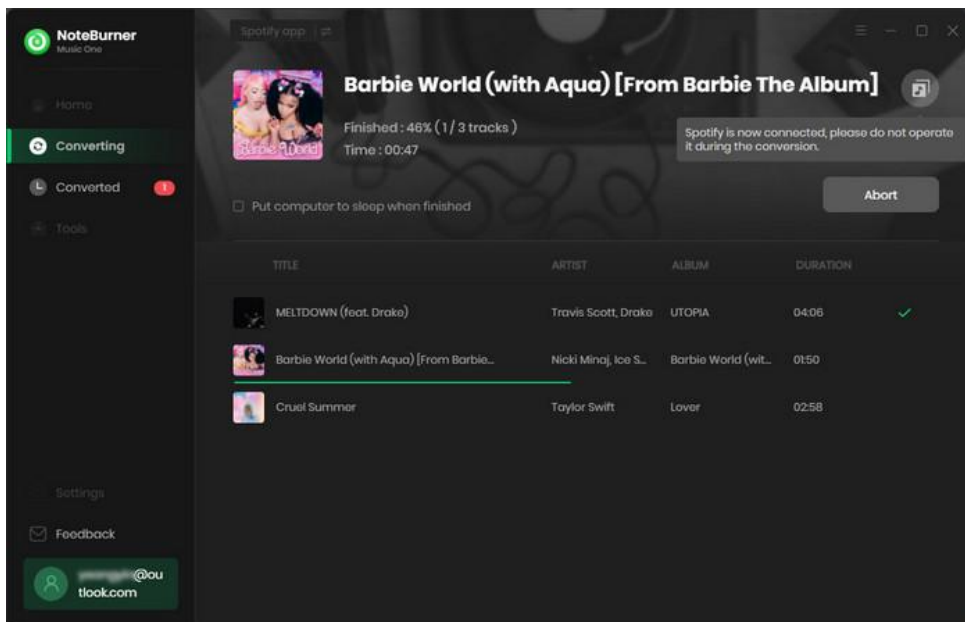 NoteBurner
Music One
Home
Converting
Converted 1
Tools
Settings
Feedback
@ou
tlook.com
Spotify app
Barbie World (with Aqua) [From Barbie The Album]
Finished : 46% ( 1 / 3 tracks )
Time : 00:47
Spotify is now connected, please do not operate
it during the conversion.
Put computer to sleep when finished
Abort
TITLE ARTIST ALBUM DURATION
MELTDOWN (feat. Drake) Travis Scott, Drake UTOPIA 04:06
Barbie World (with Aqua) [From Barbie... Nicki Minaj, Ice S... Barbie World (wit... 01:50
Cruel Summer Taylor Swift Lover 02:58
Barbie World